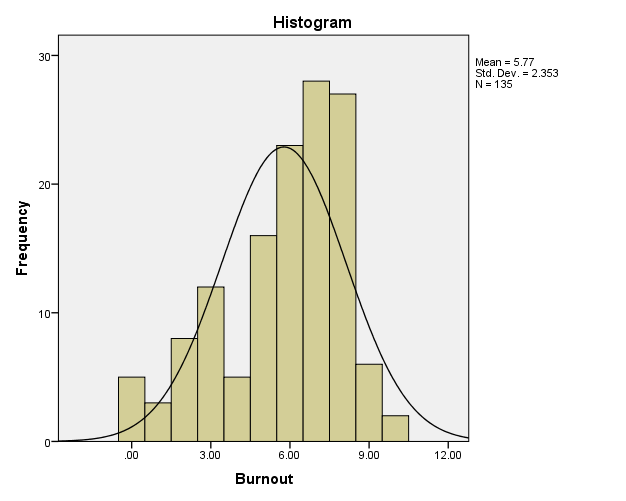 Histogram
Mean = 5.77
Std. Dev. = 2.353
N = 135
30
20
10
0
Frequency
.00
3.00
6.00
9.00
12.00
Burnout